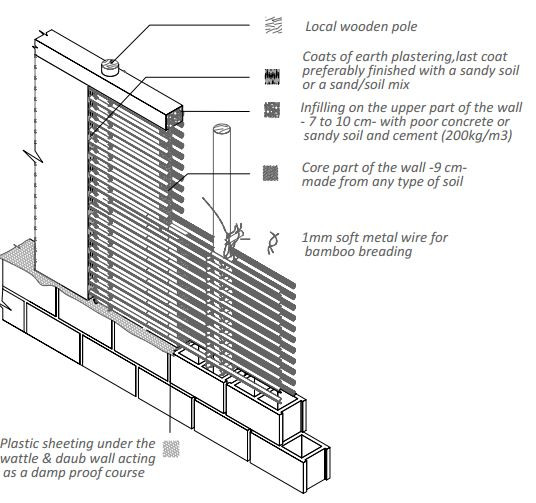 Local wooden pole
Coats of earth plastering,last coat
preferably finished with a sandy soil
or a sand/soil mix
Infilling on the upper part of the wall
- 7 to 10 cm- with poor concrete or
sandy soil and cement (200kg/m3)
Core part of the wall -9 cm-
made from any type of soil
1mm soft metal wire for
bamboo breading
Plastic sheeting under the
wattle & daub wall acting
as a damp proof course